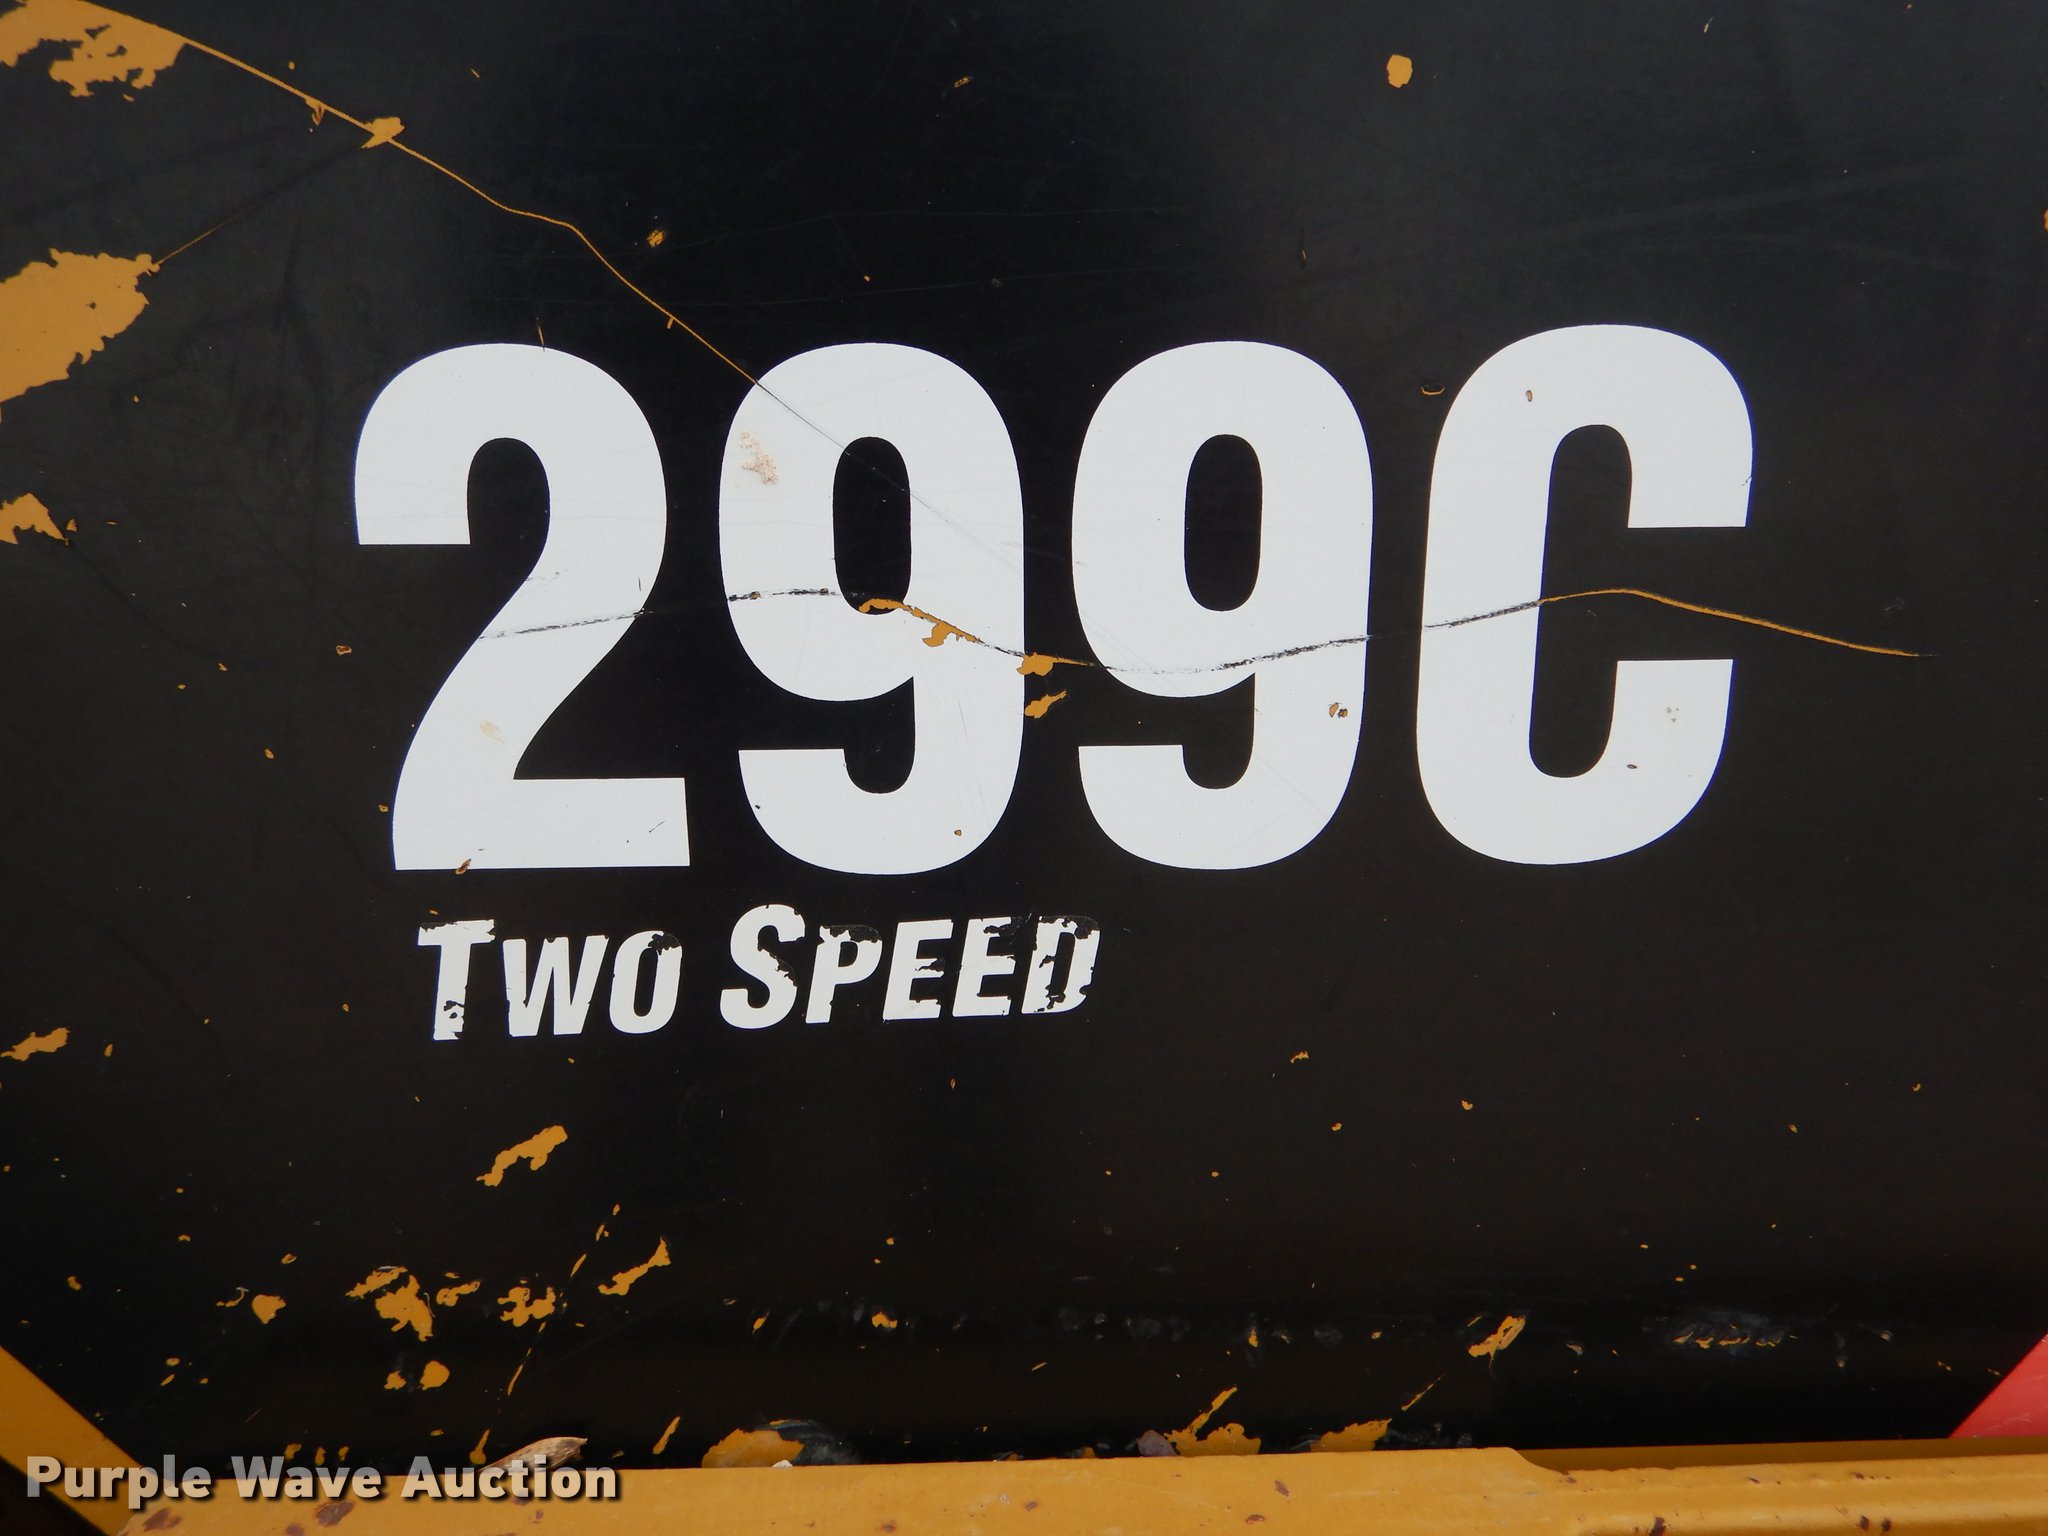 299C
TWO SPEED
Purple Wave Auction